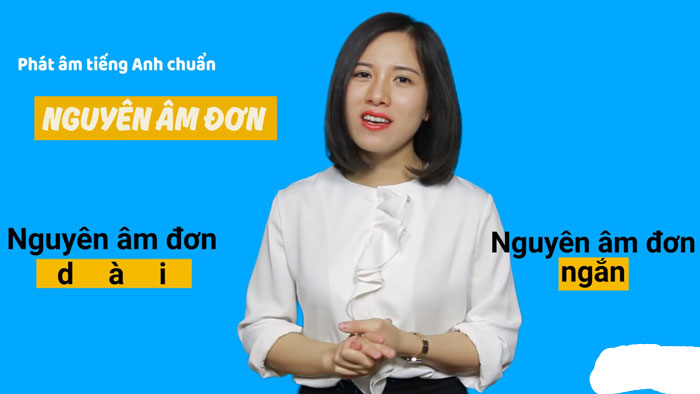 Phát âm tiếng Anh chuẩn
NGUYÊN ÂM ĐƠN
Nguyên âm đơn
d à i
Nguyên âm đơn
ngắn